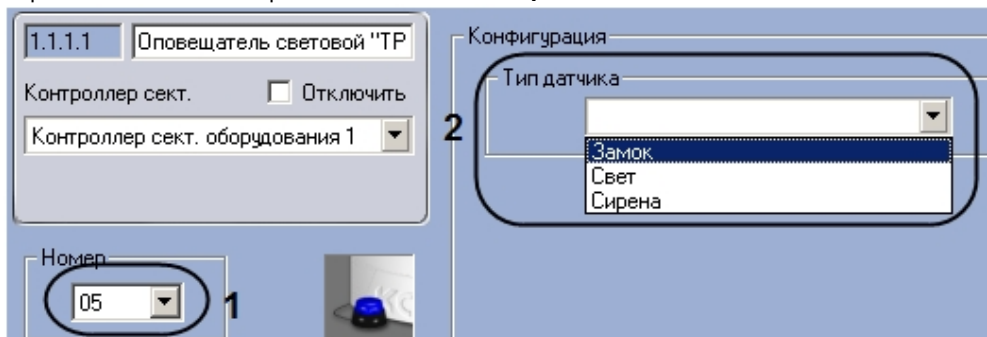 1.1.1.1 Оповещатель световой "ТР
Контроллер сект. Отключить
Контроллер сект. оборудования 1
Номер
05 1
Конфигурация
Тип датчика
2
Замок
Свет
Сирена